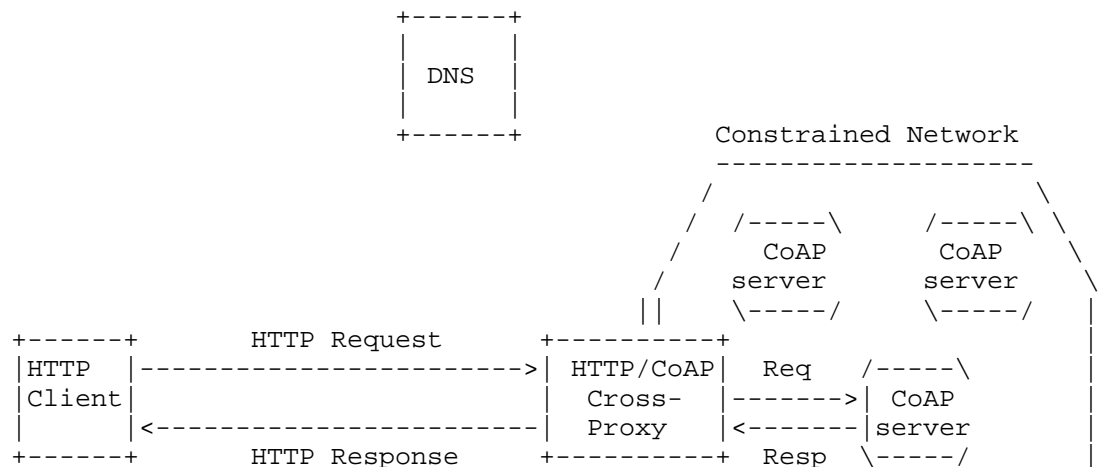 DNS
Constrained Network
CoAP CoAP
server server
HTTP Request
HTTP HTTP/CoAP Req
Client Cross- CoAP
Proxy server
HTTP Response Resp